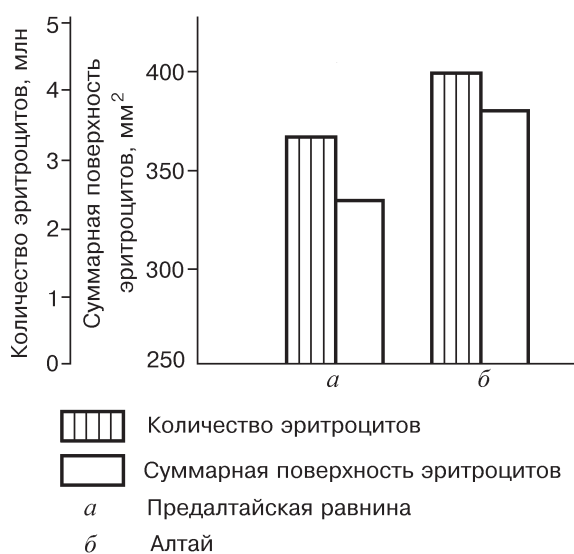 Количество эритроцитов, млн
5
4
3
2
1
0
Суммарная поверхность
эритроцитов, мм²
400
350
300
250
а
б
Количество эритроцитов
Суммарная поверхность эритроцитов
а Предалтайская равнина
б Алтай